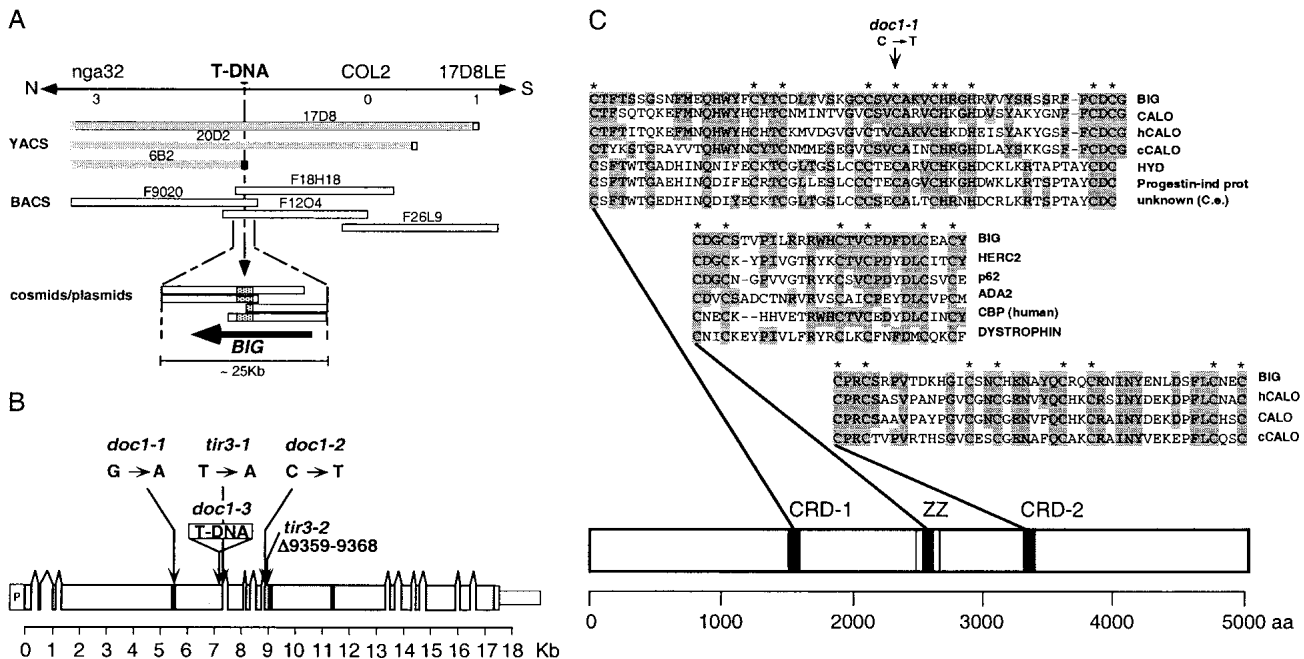 A
nga32 T-DNA COL2 17D8LE
N S
3 0 1
17D8
YACS 20D2
6B2
F18H18
BACS F9020
F12O4
F26L9
cosmids/plasmids
BIG
~ 25Kb
B
doc1-1 tir3-1 doc1-2
G → A T → A C → T
doc1-3
T-DNA
tir3-2
Δ9359-9368
P
0 1 2 3 4 5 6 7 8 9 10 11 12 13 14 15 16 17 18 Kb
C
doc1-1
C → T
* * * * * * * * * *
CTFTSSGSNFMEQHWYFCYTCDLTVSKGCCSVCAKVCHRGHRVVYSRSSRF-FCDCG BIG
CTFSQTQKEFMNQHWYHCHTCNMINTVGVCSVCARVCHKGHDVSYAKYGNF-FCDCG CALO
CTFTITQKEFMNQHWYHCHTCKMVDGVGVCTVCAKVCHKDHEISYAKYGSF-FCDCG hCALO
CTYKSTGRAYVTQHWYNCYTCNMMESEGVCSVCAINCHRGHDLAYSKKGSF-FCDCG cCALO
CSFTWTGADHINQNIFECKTCGLTGSLCCCTECARVCHKGHDCKLKRTAPTAYCDC HYD
CSFTWTGAEHINQDIFECRTCGLLESLCCCTECAGVCHKGHDWKLKRTSPTAYCDC Progestin-ind prot
CSFTWTGEDHINQDIYECKTCGLTGSLCCCSECALTCHRNHDCRLKRTSPTAYCDC unknown (C.e.)
* * * * * *
CDGCSTVPILRRRWHCTVCPDFDLCEACY BIG
CDGCK-YPIVGTRYKCTVCPDYDLCITCY HERC2
CDGCN-GPVVGTRYKCSVCPDYDLCSVCE p62
CDVCSADCTNRVRVSCAICPEYDLCVPCM ADA2
CNECK--HHVETRWHCTVCEDYDLCINCY CBP (human)
CNICKEYPIVLFRYRCLKCFNFDMCQKCF DYSTROPHIN
* * * * * * * *
CPRCSRPVTDKHGICSNCHENAYQCRQCRNINYENLDSFLCNEC BIG
CPRCSASVPANPGVCGNCGENVYQCHKCRSINYDEKDPFLCNAC hCALO
CPRCSAAVPAYPGVCGNCGENVFQCHKCRAINYDEKDPFLCHSC CALO
CPRCTVPVRTHSGVCESCGENAFQCAKCRAINYVEKEPFLCQSC cCALO
CRD-1 ZZ CRD-2
0 1000 2000 3000 4000 5000 aa